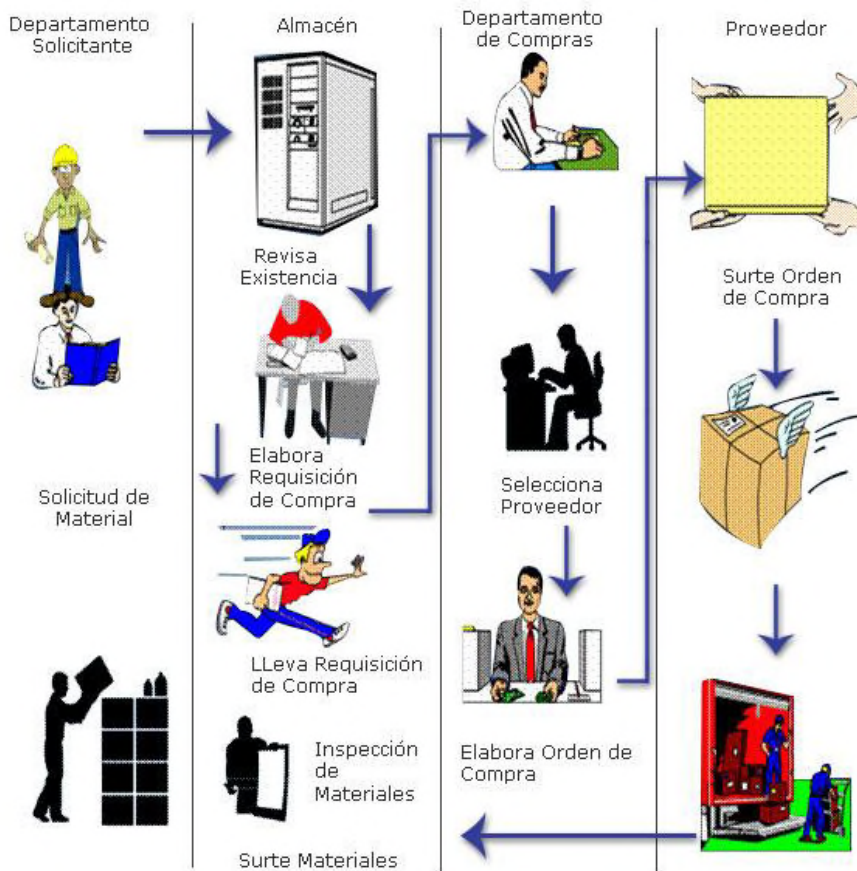 Departamento
Solicitante
Almacén
Departamento
de Compras
Proveedor
Revisa
Existencia
Surte Orden
de Compra
Elabora
Requisición
de Compra
Solicitud de
Material
Selecciona
Proveedor
LLeva Requisición
de Compra
Inspección
de
Materiales
Elabora Orden de
Compra
Surte Materiales